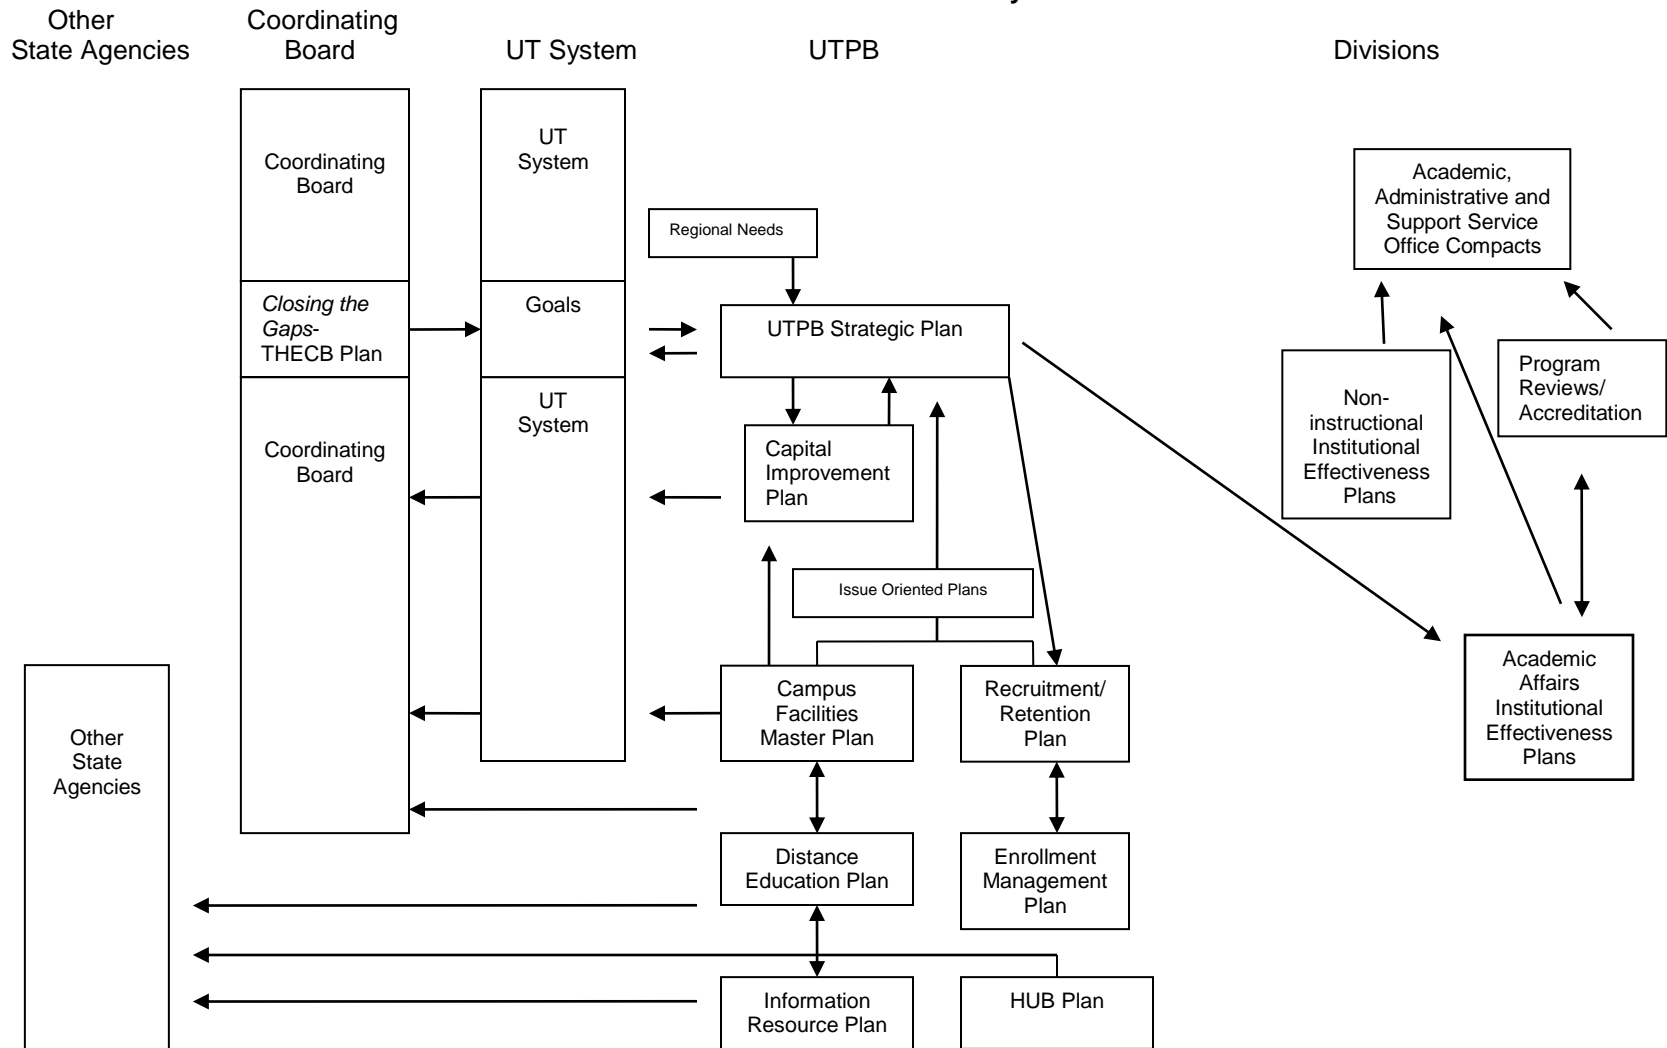 Other
State Agencies
Coordinating
Board
UT System
UTPB
Divisions
Coordinating
Board
Closing the
Gaps-
THECB Plan
Coordinating
Board
UT
System
Goals
UT
System
Regional Needs
UTPB Strategic Plan
Capital
Improvement
Plan
Issue Oriented Plans
Campus
Facilities
Master Plan
Recruitment/
Retention
Plan
Distance
Education Plan
Enrollment
Management
Plan
Information
Resource Plan
HUB Plan
Other
State
Agencies
Academic,
Administrative and
Support Service
Office Compacts
Non-
instructional
Institutional
Effectiveness
Plans
Program
Reviews/
Accreditation
Academic
Affairs
Institutional
Effectiveness
Plans